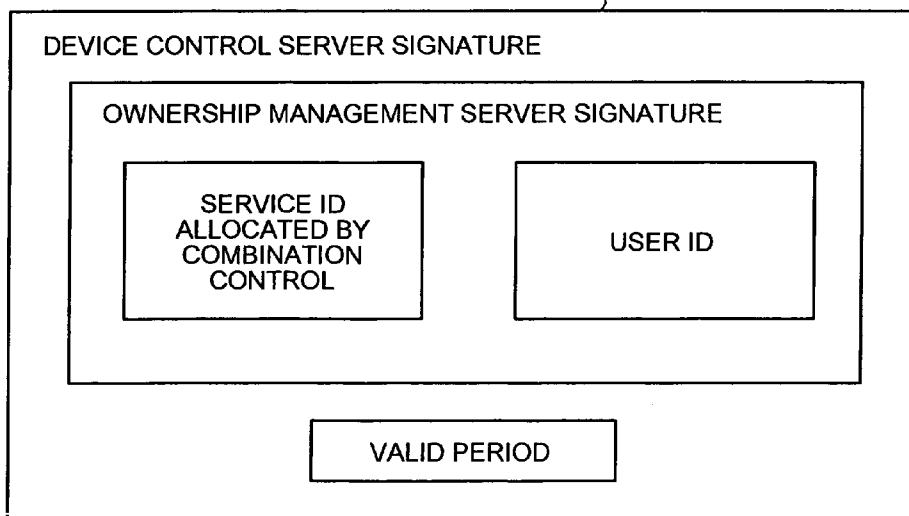 DEVICE CONTROL SERVER SIGNATURE
OWNERSHIP MANAGEMENT SERVER SIGNATURE
SERVICE ID
ALLOCATED BY
COMBINATION
CONTROL
USER ID
VALID PERIOD